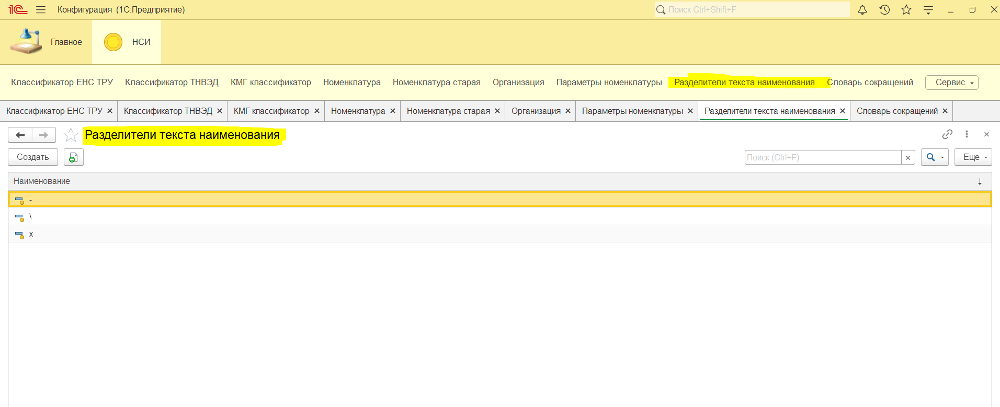 1С Конфигурация (1С:Предприятие) Поиск Ctrl+Shift+F
Главное НСИ
Классификатор ЕНС ТРУ Классификатор ТНВЭД КМГ классификатор Номенклатура Номенклатура старая Организация Параметры номенклатуры Разделители текста наименования Словарь сокращений Сервис
Классификатор ЕНС ТРУ Классификатор ТНВЭД КМГ классификатор Номенклатура Номенклатура старая Организация Параметры номенклатуры Разделители текста наименования Словарь сокращений
Разделители текста наименования
Создать Поиск (Ctrl+F) Еще
Наименование
-
\
х